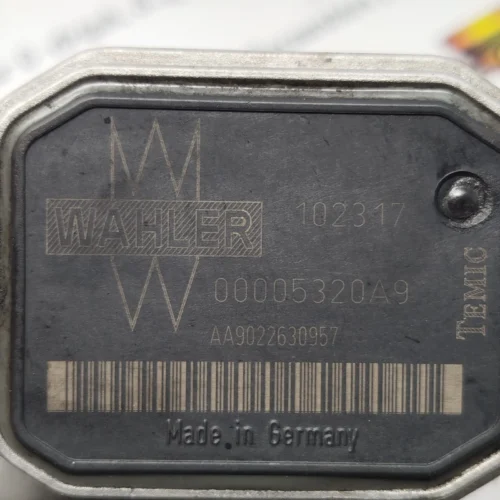 WAHLER
102317
00005320A9
AA9022630957
TEMIC
Made in Germany